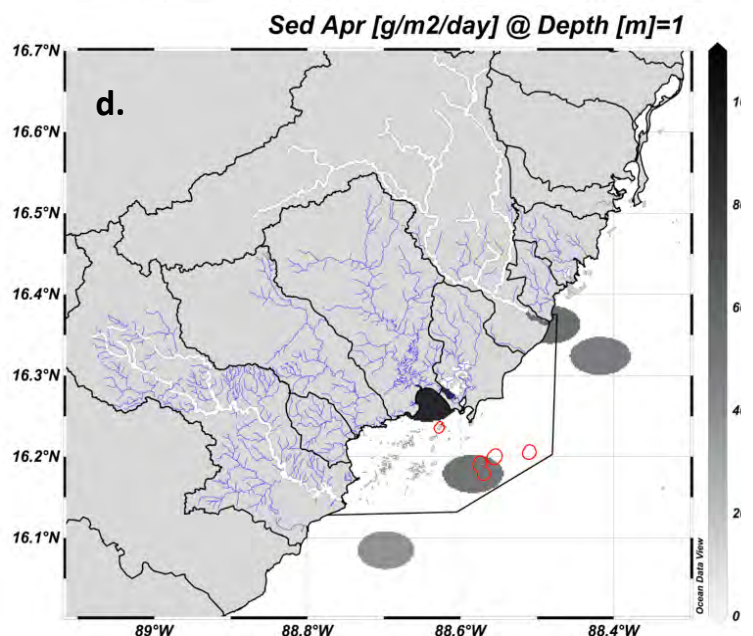 Sed Apr [g/m2/day] @ Depth [m]=1
d.
16.7°N
16.6°N
16.5°N
16.4°N
16.3°N
16.2°N
16.1°N
89°W
88.8°W
88.6°W
88.4°W
Ocean Data View
0